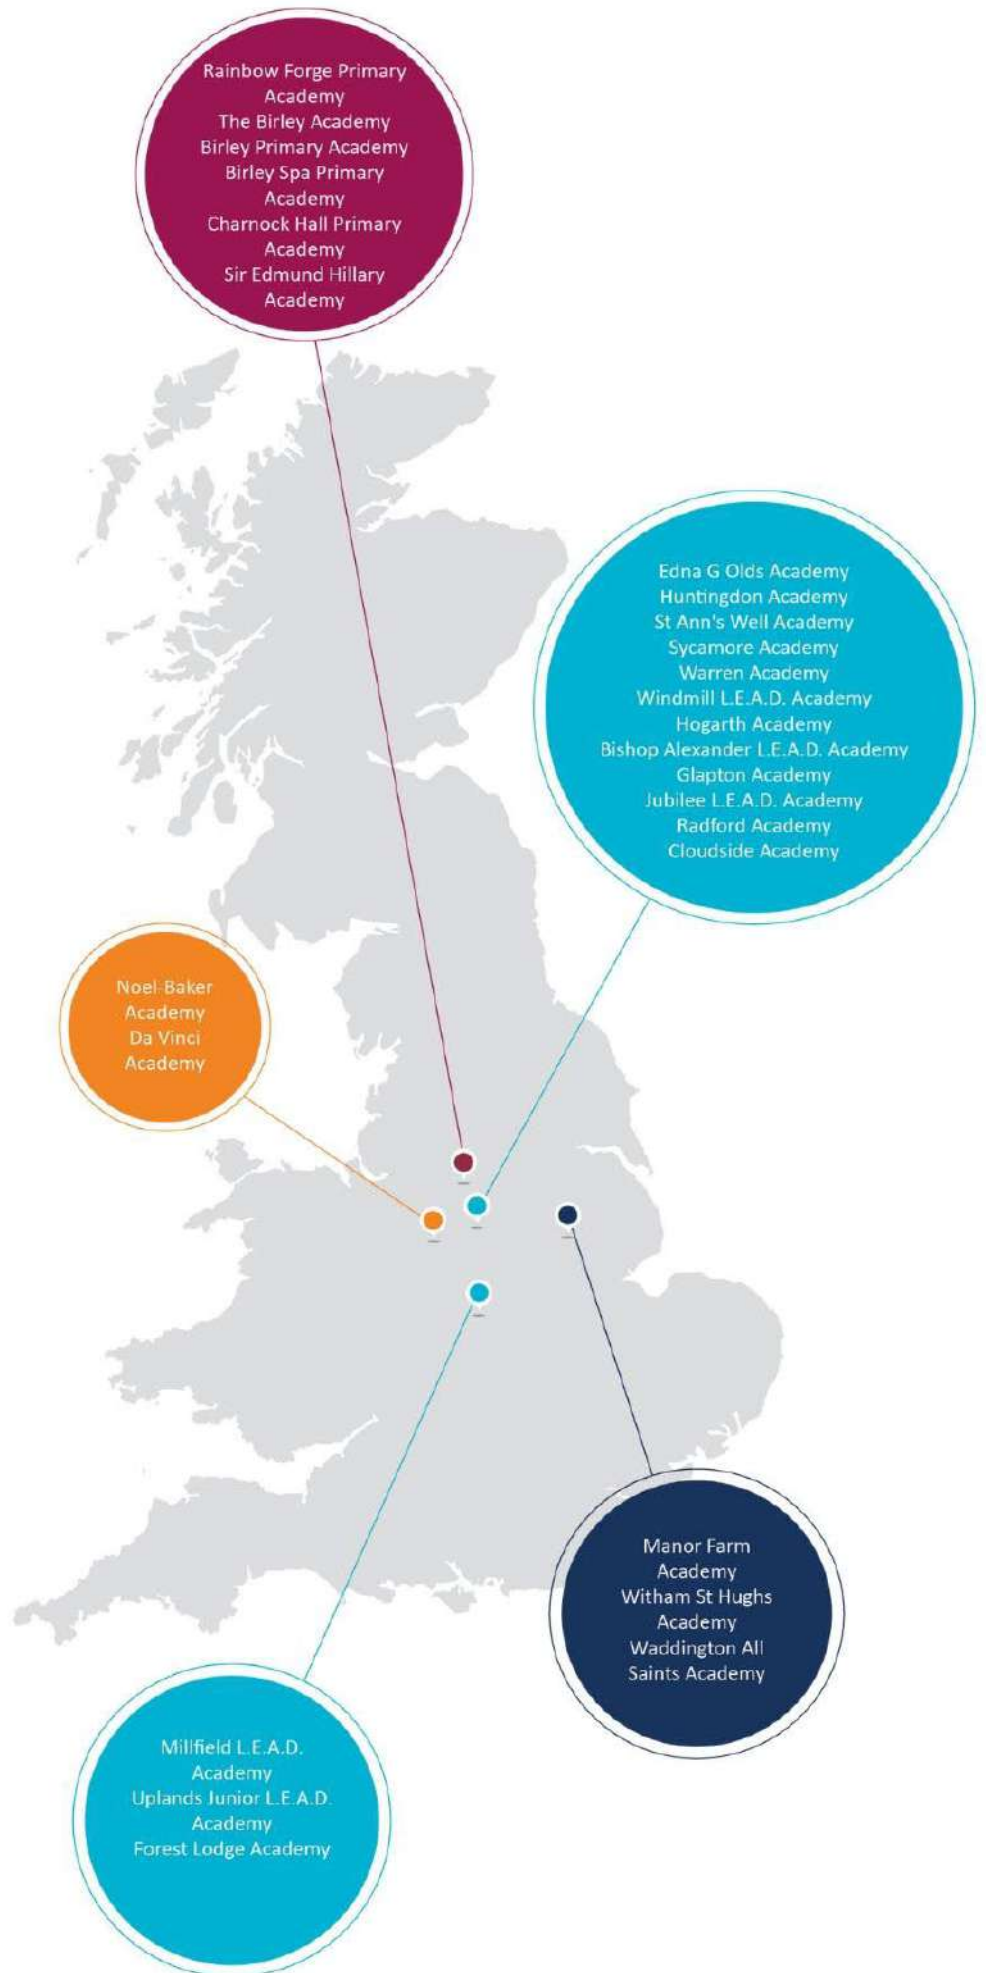 Rainbow Forge Primary
Academy
The Birley Academy
Birley Primary Academy
Birley Spa Primary
Academy
Charnock Hall Primary
Academy
Sir Edmund Hillary
Academy
Edna G Olds Academy
Huntingdon Academy
St Ann's Well Academy
Sycamore Academy
Warren Academy
Windmill L.E.A.D. Academy
Hogarth Academy
Bishop Alexander L.E.A.D. Academy
Glapton Academy
Jubilee L.E.A.D. Academy
Radford Academy
Cloudside Academy
Noel-Baker
Academy
Da Vinci
Academy
Manor Farm
Academy
Witham St Hughs
Academy
Waddington All
Saints Academy
Millfield L.E.A.D.
Academy
Uplands Junior L.E.A.D.
Academy
Forest Lodge Academy